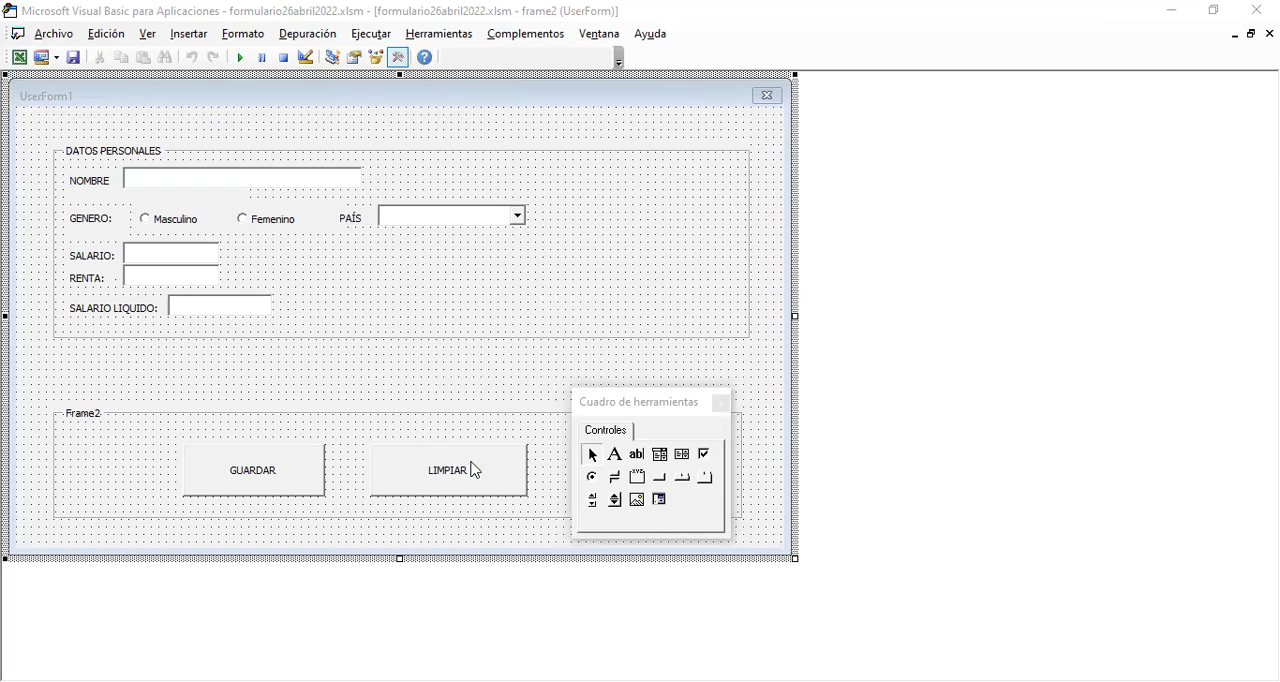 Microsoft Visual Basic para Aplicaciones - formulario26abril2022.xlsm - [formulario26abril2022.xlsm - frame2 (UserForm)]
Archivo Edición Ver Insertar Formato Depuración Ejecutar Herramientas Complementos Ventana Ayuda
UserForm1
DATOS PERSONALES
NOMBRE
GENERO: Masculino Femenino PAÍS
SALARIO:
RENTA:
SALARIO LIQUIDO:
Frame2
GUARDAR LIMPIAR
Cuadro de herramientas
Controles
A ab
XYZ